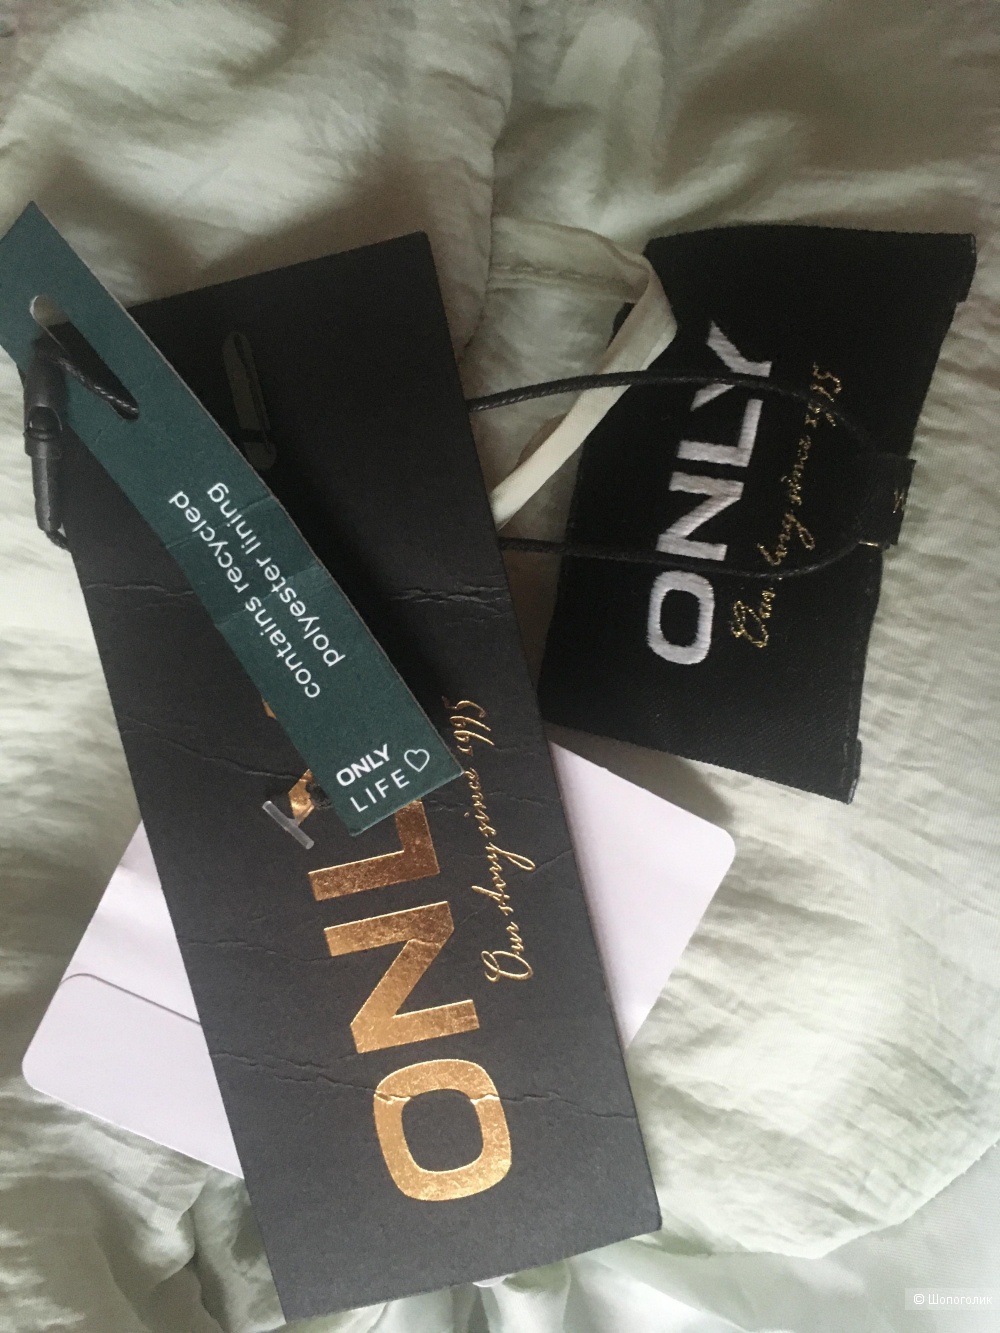 contains recycled
polyester lining
ONLY
LIFE
ONLY
Our story since 1995
ONLY
Our story since 1995
© Шопоголик